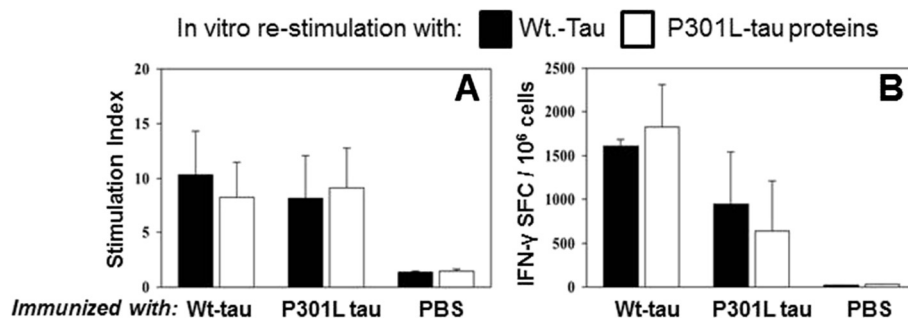 In vitro re-stimulation with: Wt.-Tau P301L-tau proteins
A
Stimulation Index
20
15
10
5
0
B
IFN-γ SFC / 10⁶ cells
2500
2000
1500
1000
500
0
Immunized with: Wt-tau P301L tau PBS Wt-tau P301L tau PBS